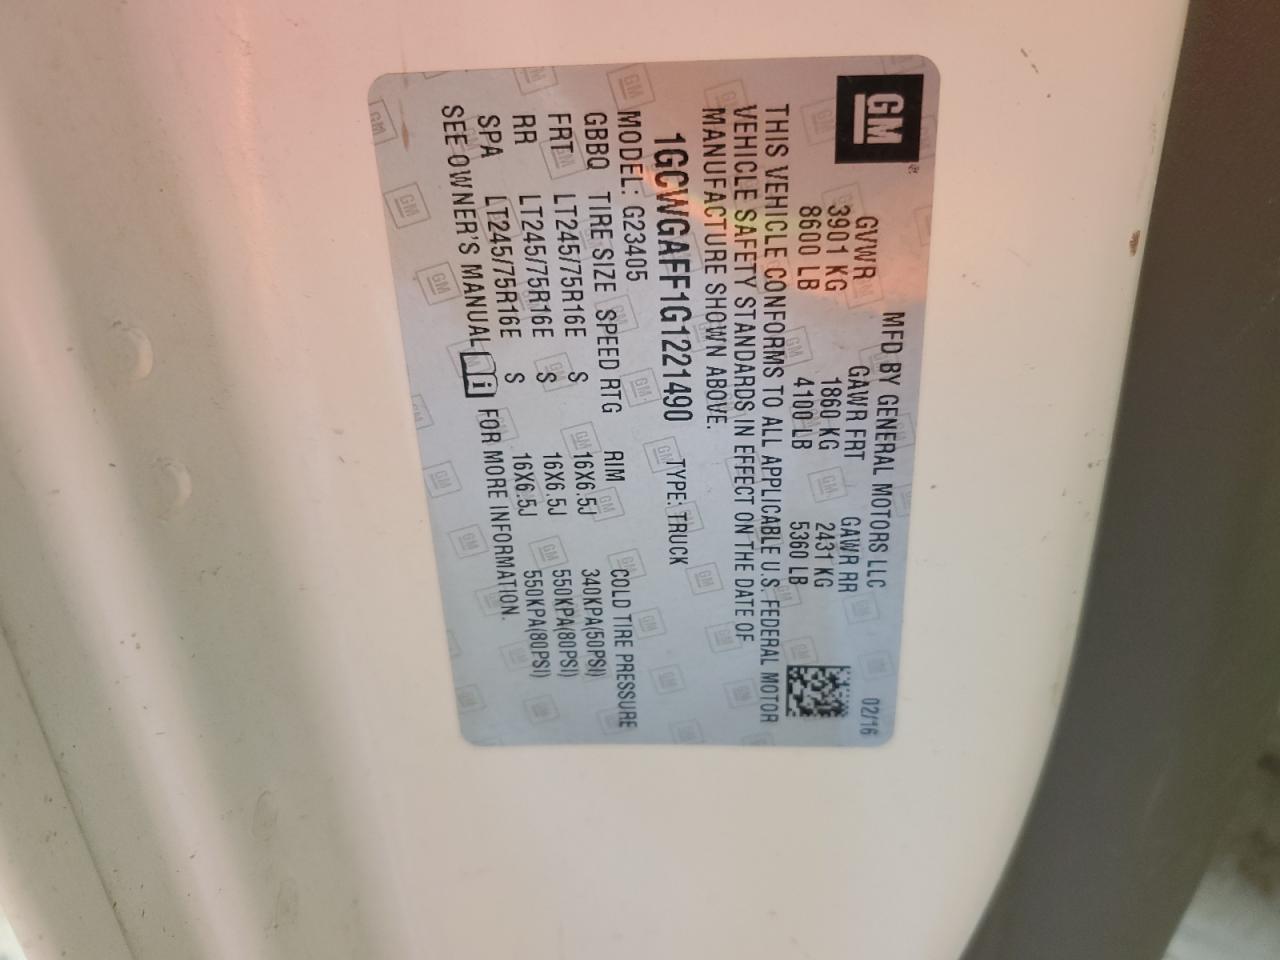 GM
MFD BY GENERAL MOTORS LLC 02/16
GVWR GAWR FRT GAWR RR
3901 KG 1860 KG 2431 KG
8600 LB 4100 LB 5360 LB
THIS VEHICLE CONFORMS TO ALL APPLICABLE U.S. FEDERAL MOTOR
VEHICLE SAFETY STANDARDS IN EFFECT ON THE DATE OF
MANUFACTURE SHOWN ABOVE.
1GCWGAFF1G1221490 TYPE: TRUCK
MODEL: G23405
GBBQ TIRE SIZE SPEED RTG RIM COLD TIRE PRESSURE
FRT LT245/75R16E S 16X6.5J 340KPA(50PSI)
RR LT245/75R16E S 16X6.5J 550KPA(80PSI)
SPA LT245/75R16E S 16X6.5J 550KPA(80PSI)
SEE OWNER'S MANUAL i FOR MORE INFORMATION.